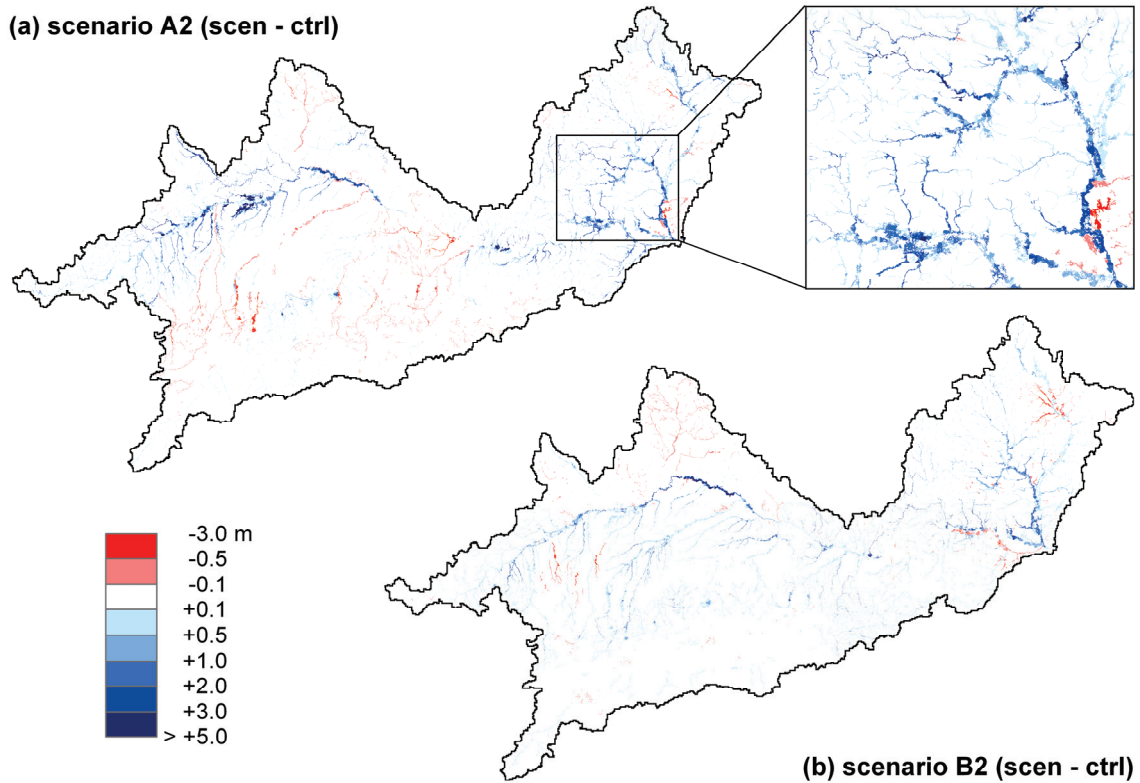 (a) scenario A2 (scen - ctrl)
-3.0 m
-0.5
-0.1
+0.1
+0.5
+1.0
+2.0
+3.0
> +5.0
(b) scenario B2 (scen - ctrl)